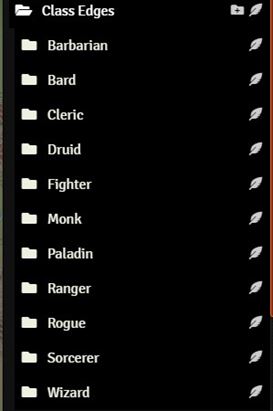 Class Edges
Barbarian
Bard
Cleric
Druid
Fighter
Monk
Paladin
Ranger
Rogue
Sorcerer
Wizard